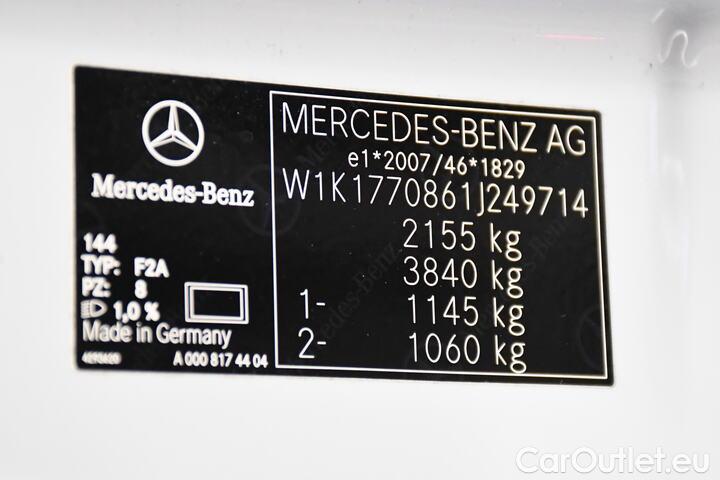 Mercedes-Benz
144
TYP: F2A
PZ: 8
1,0 %
Made in Germany
A 000 817 44 04
MERCEDES-BENZ AG
e1*2007/46*1829
W1K1770861J249714
2155 kg
3840 kg
1- 1145 kg
2- 1060 kg
CarOutlet.eu